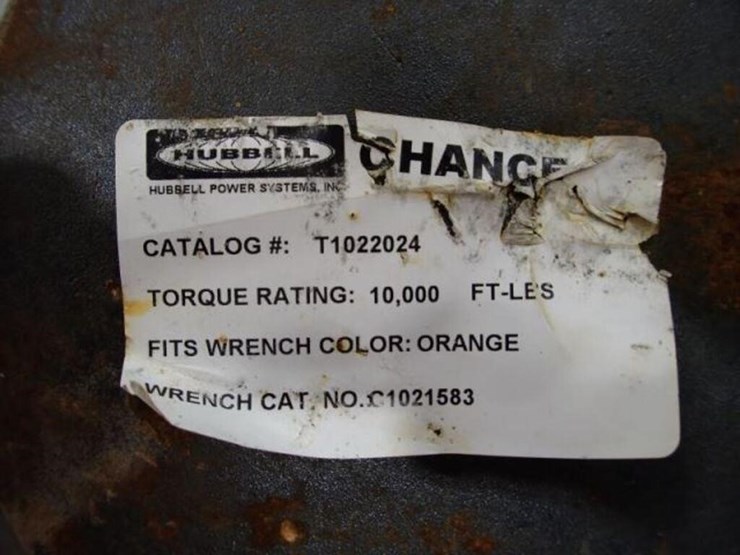 HUBBELL
CHANCE
HUBBELL POWER SYSTEMS, INC
CATALOG #: T1022024
TORQUE RATING: 10,000 FT-LBS
FITS WRENCH COLOR: ORANGE
WRENCH CAT. NO.:C1021583